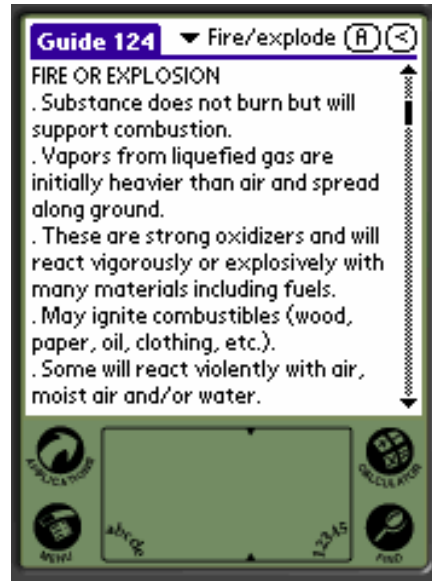 Guide 124 Fire/explode A <
FIRE OR EXPLOSION
. Substance does not burn but will
support combustion.
. Vapors from liquefied gas are
initially heavier than air and spread
along ground.
. These are strong oxidizers and will
react vigorously or explosively with
many materials including fuels.
. May ignite combustibles (wood,
paper, oil, clothing, etc.).
. Some will react violently with air,
moist air and/or water.
APPLICATIONS
CALCULATOR
MENU
abcde
12345
FIND